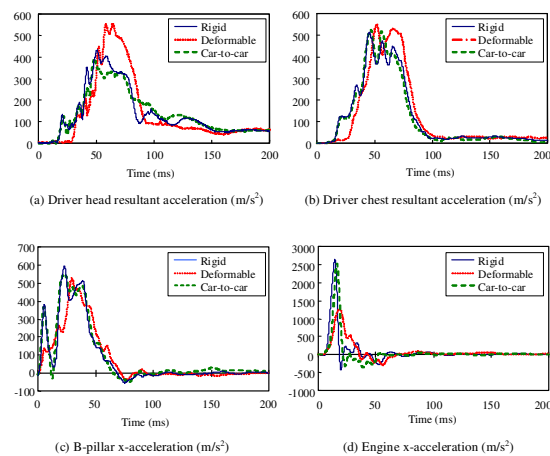 600
500
400
300
200
100
0
0 50 100 150 200
Time (ms)
Rigid
Deformable
Car-to-car
(a) Driver head resultant acceleration (m/s²)
600
500
400
300
200
100
0
0 50 100 150 200
Time (ms)
Rigid
Deformable
Car-to-car
(b) Driver chest resultant acceleration (m/s²)
700
600
500
400
300
200
100
0
-100
0 50 100 150 200
Time (ms)
Rigid
Deformable
Car-to-car
(c) B-pillar x-acceleration (m/s²)
3000
2500
2000
1500
1000
500
0
-500
-1000
0 50 100 150 200
Time (ms)
Rigid
Deformable
Car-to-car
(d) Engine x-acceleration (m/s²)